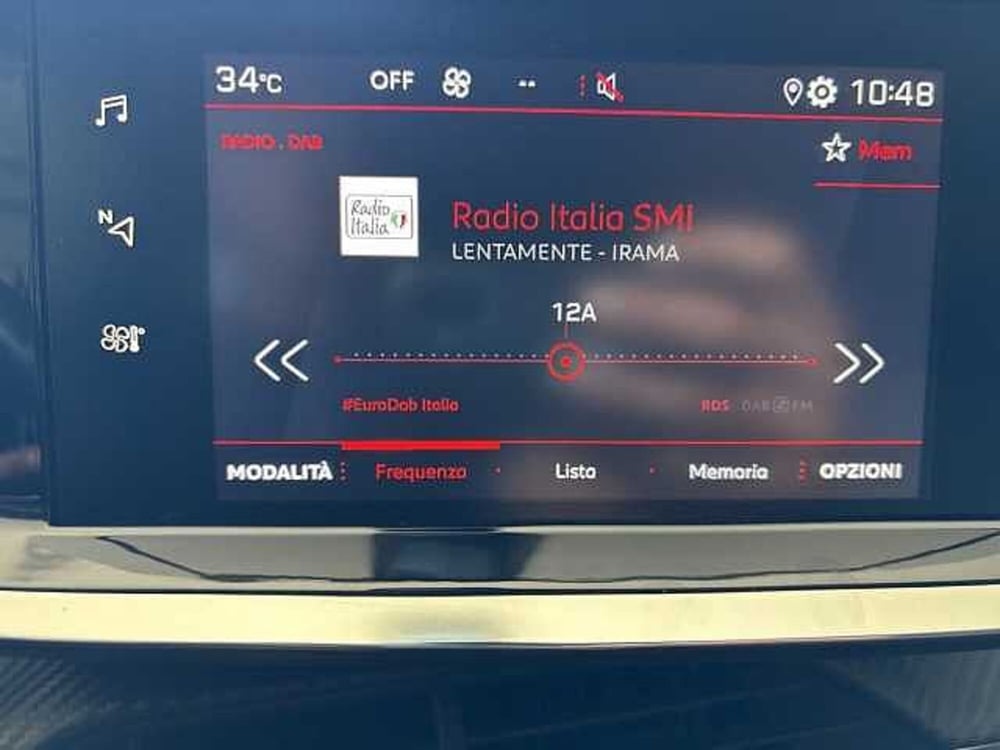 34°C OFF -- 10:48
RADIO . DAB
Mem
Radio
Italia
Radio Italia SMI
LENTAMENTE - IRAMA
N
12A
#EuroDab Italia
RDS DAB FM
MODALITÀ Frequenza Lista Memoria OPZIONI